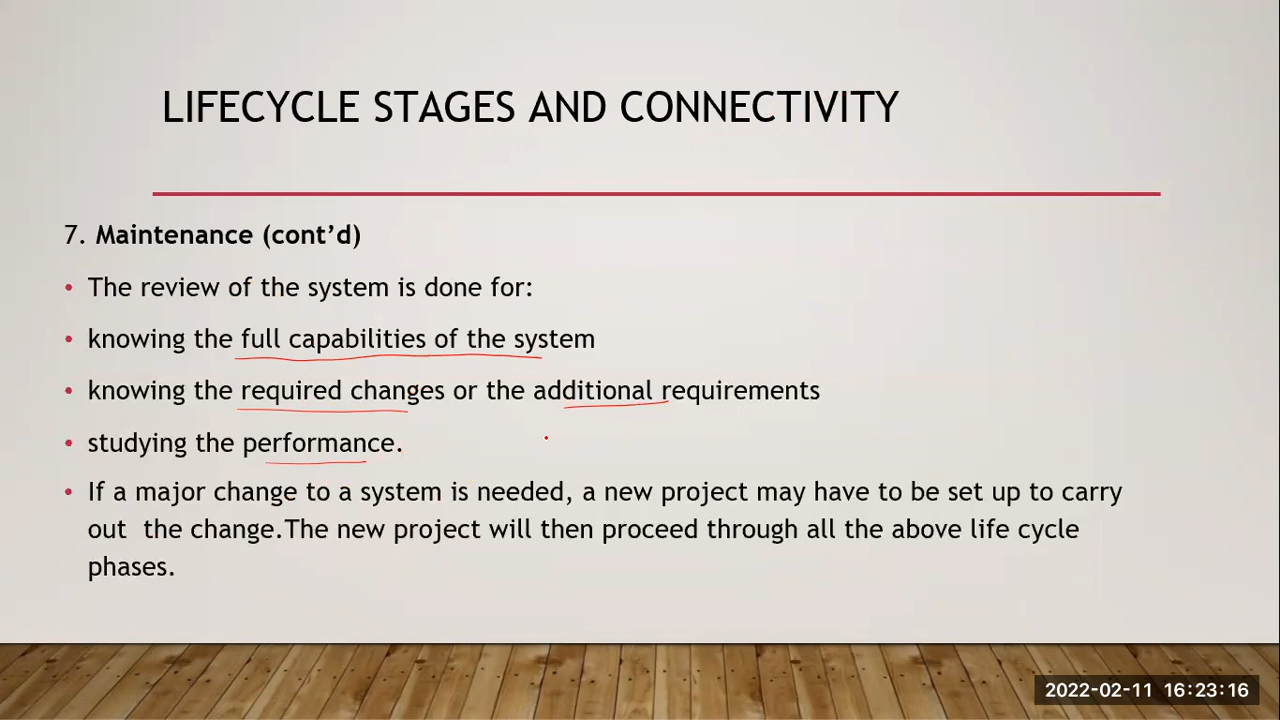 LIFECYCLE STAGES AND CONNECTIVITY
7. Maintenance (cont’d)
• The review of the system is done for:
• knowing the full capabilities of the system
• knowing the required changes or the additional requirements
• studying the performance.
• If a major change to a system is needed, a new project may have to be set up to carry
out  the change.The new project will then proceed through all the above life cycle
phases.
2022-02-11 16:23:16